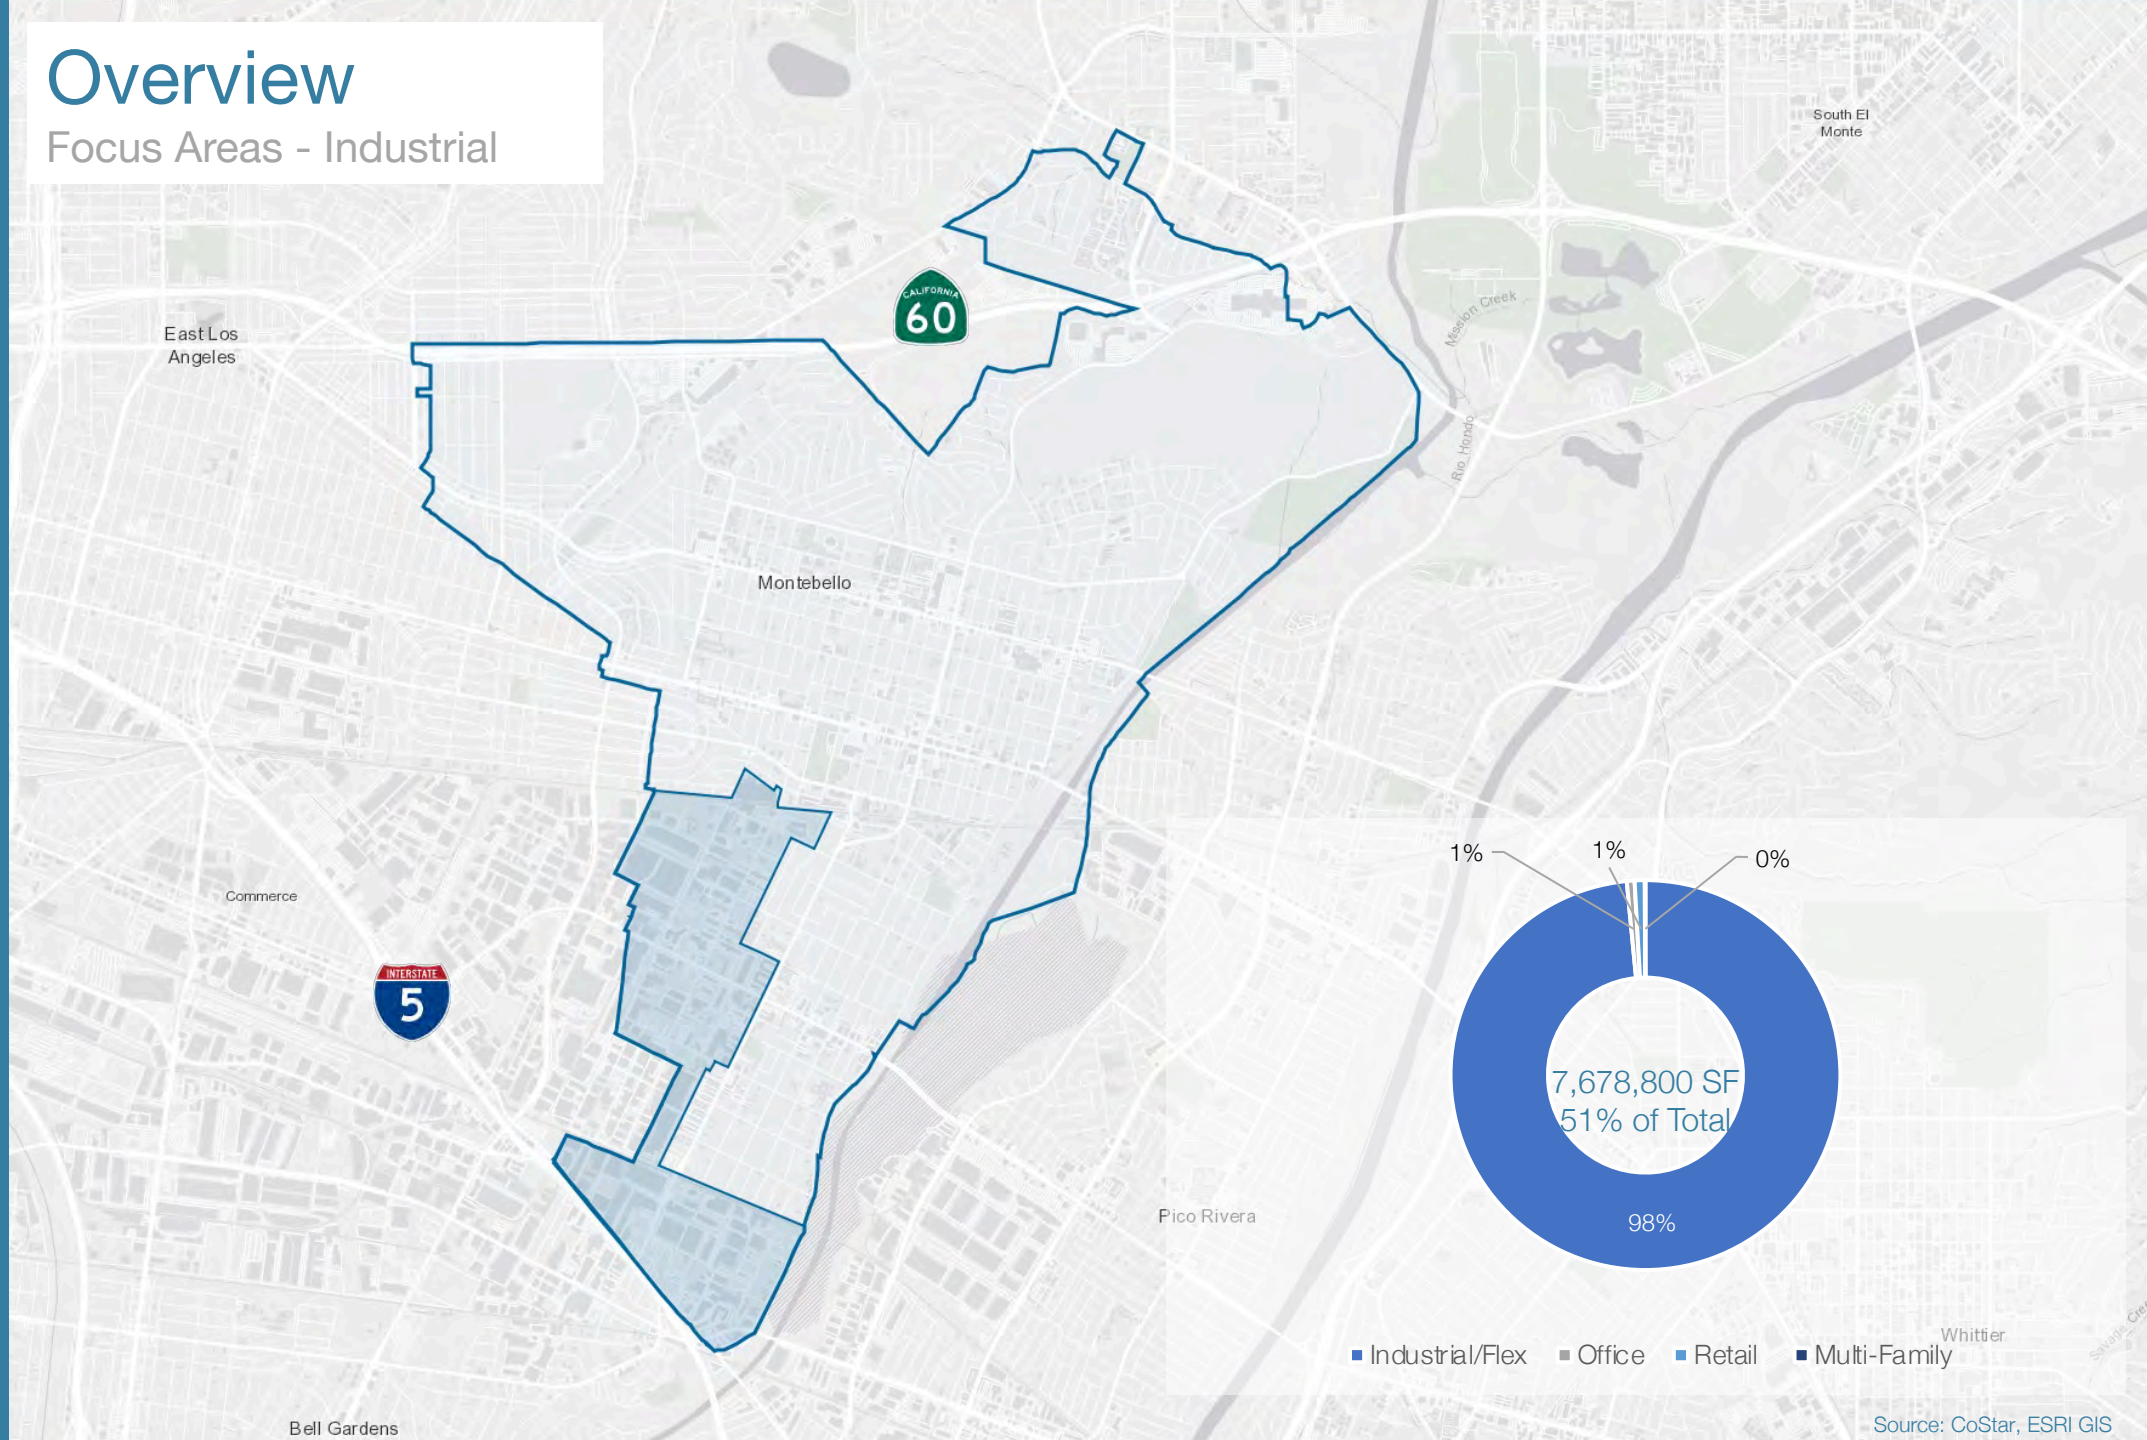 Overview
Focus Areas - Industrial
South El
Monte
CALIFORNIA
60
Mission Creek
East Los
Angeles
Rio Hondo
Montebello
1%
1%
0%
Commerce
INTERSTATE
5
7,678,800 SF
51% of Total
98%
Pico Rivera
Whittier
Industrial/Flex
Office
Retail
Multi-Family
Bell Gardens
Source: CoStar, ESRI GIS